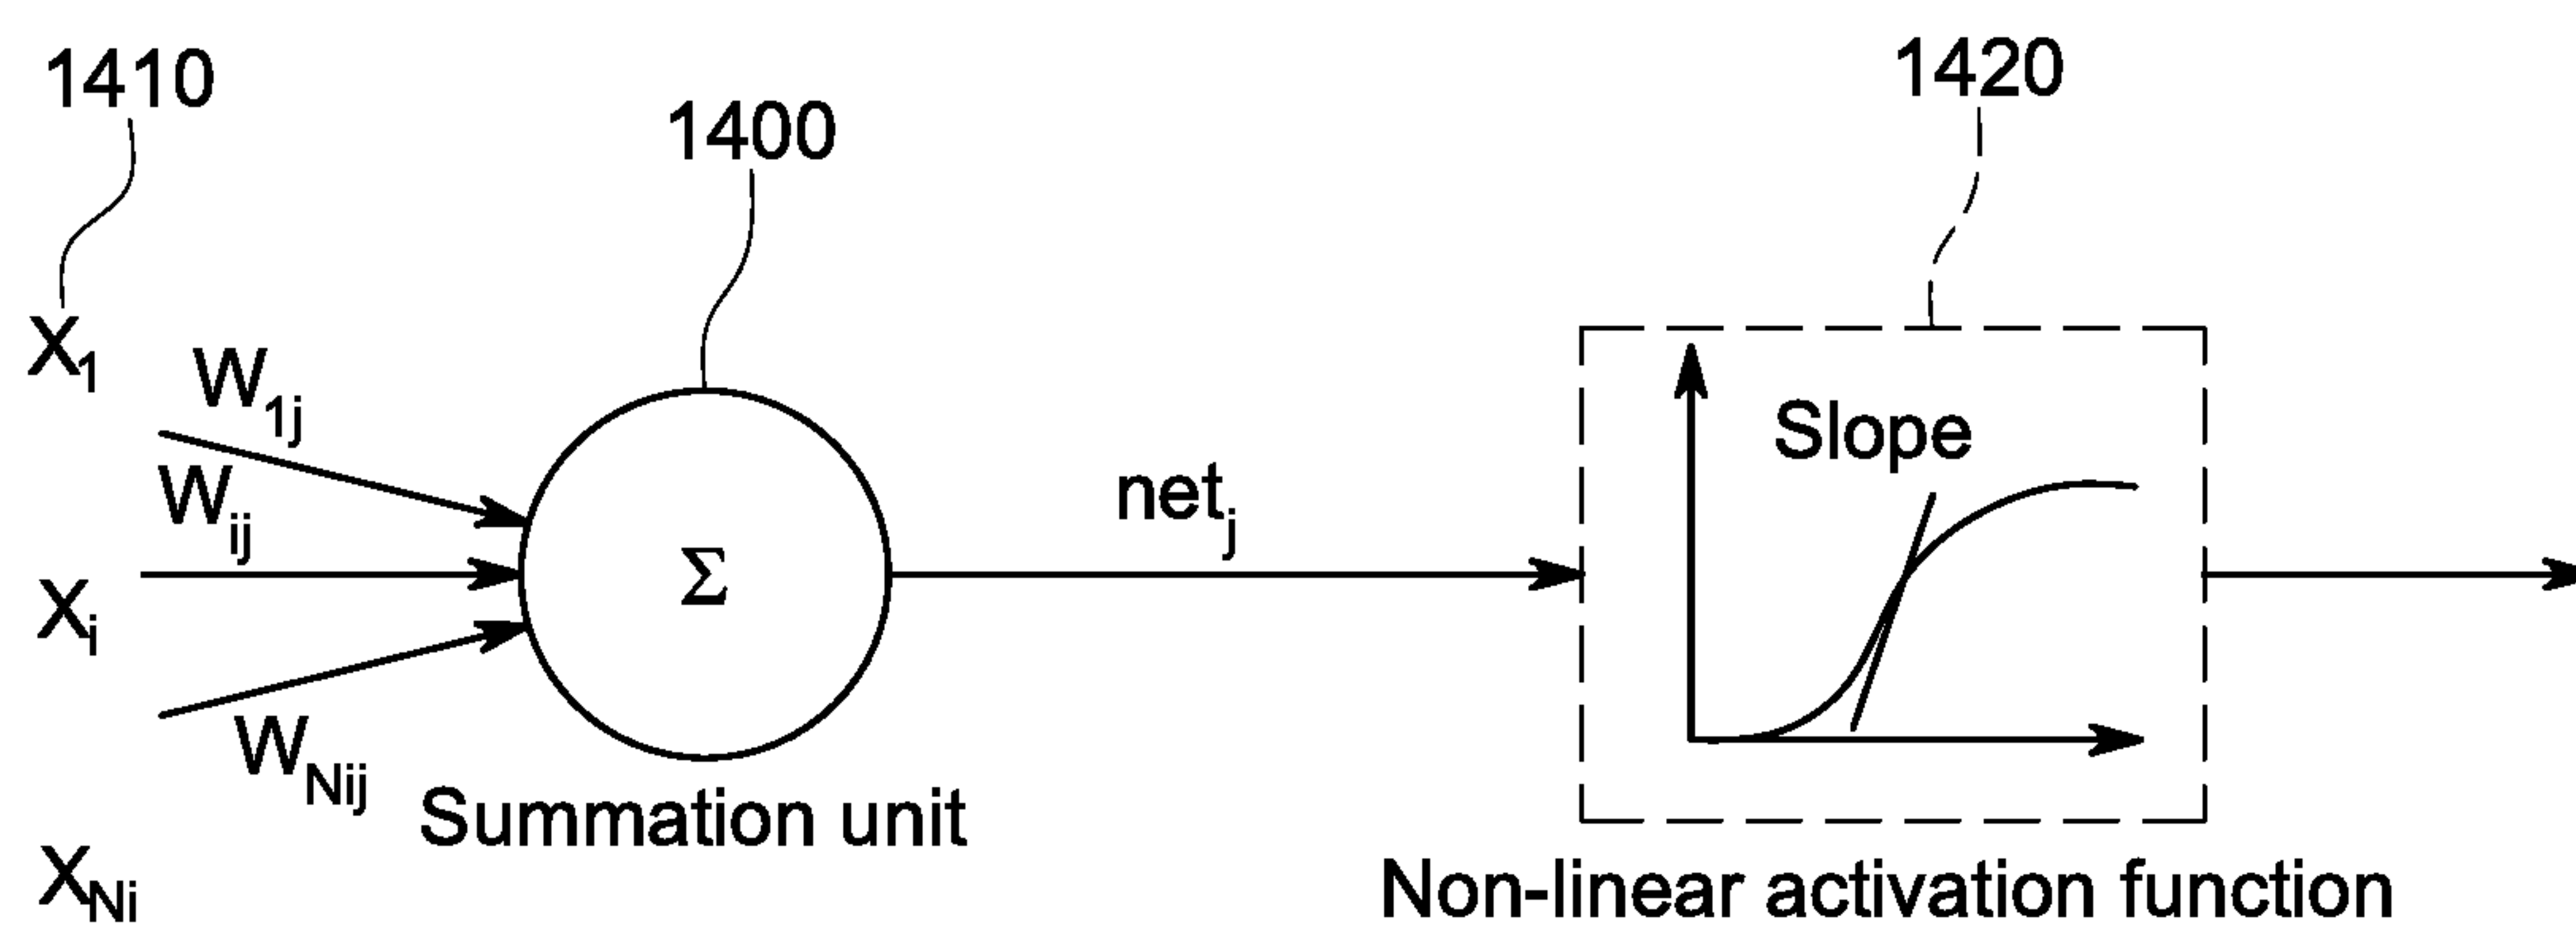 1410
1400
1420
X1
W1j
Wij
Xi
WNij
XNi
Σ
Summation unit
netj
Slope
Non-linear activation function